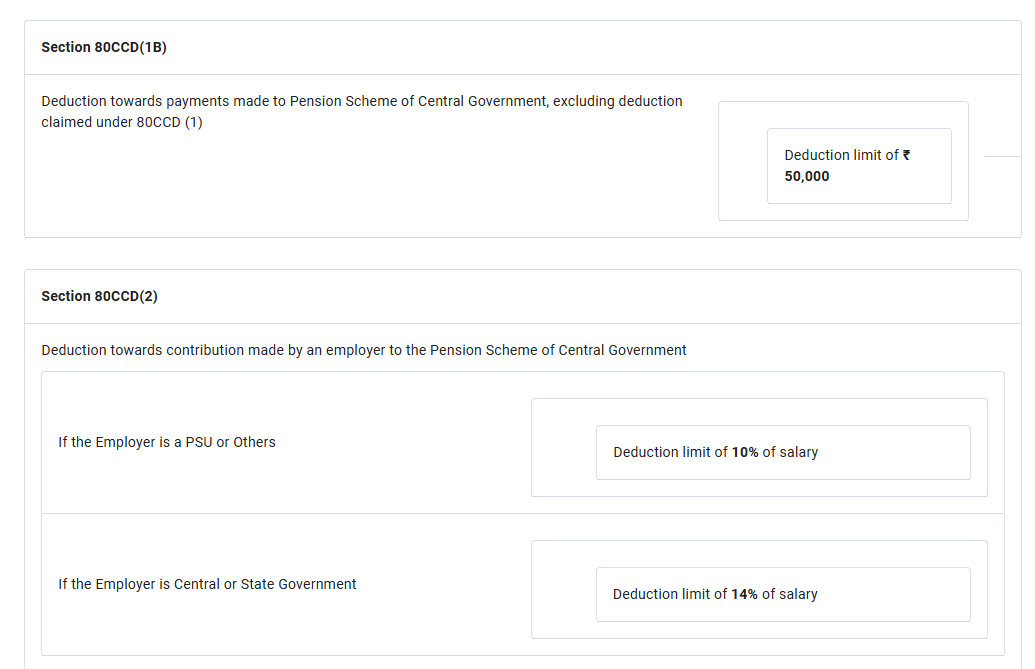 Section 80CCD(1B)
Deduction towards payments made to Pension Scheme of Central Government, excluding deduction
claimed under 80CCD (1)
Deduction limit of ₹
50,000
Section 80CCD(2)
Deduction towards contribution made by an employer to the Pension Scheme of Central Government
If the Employer is a PSU or Others
Deduction limit of 10% of salary
If the Employer is Central or State Government
Deduction limit of 14% of salary